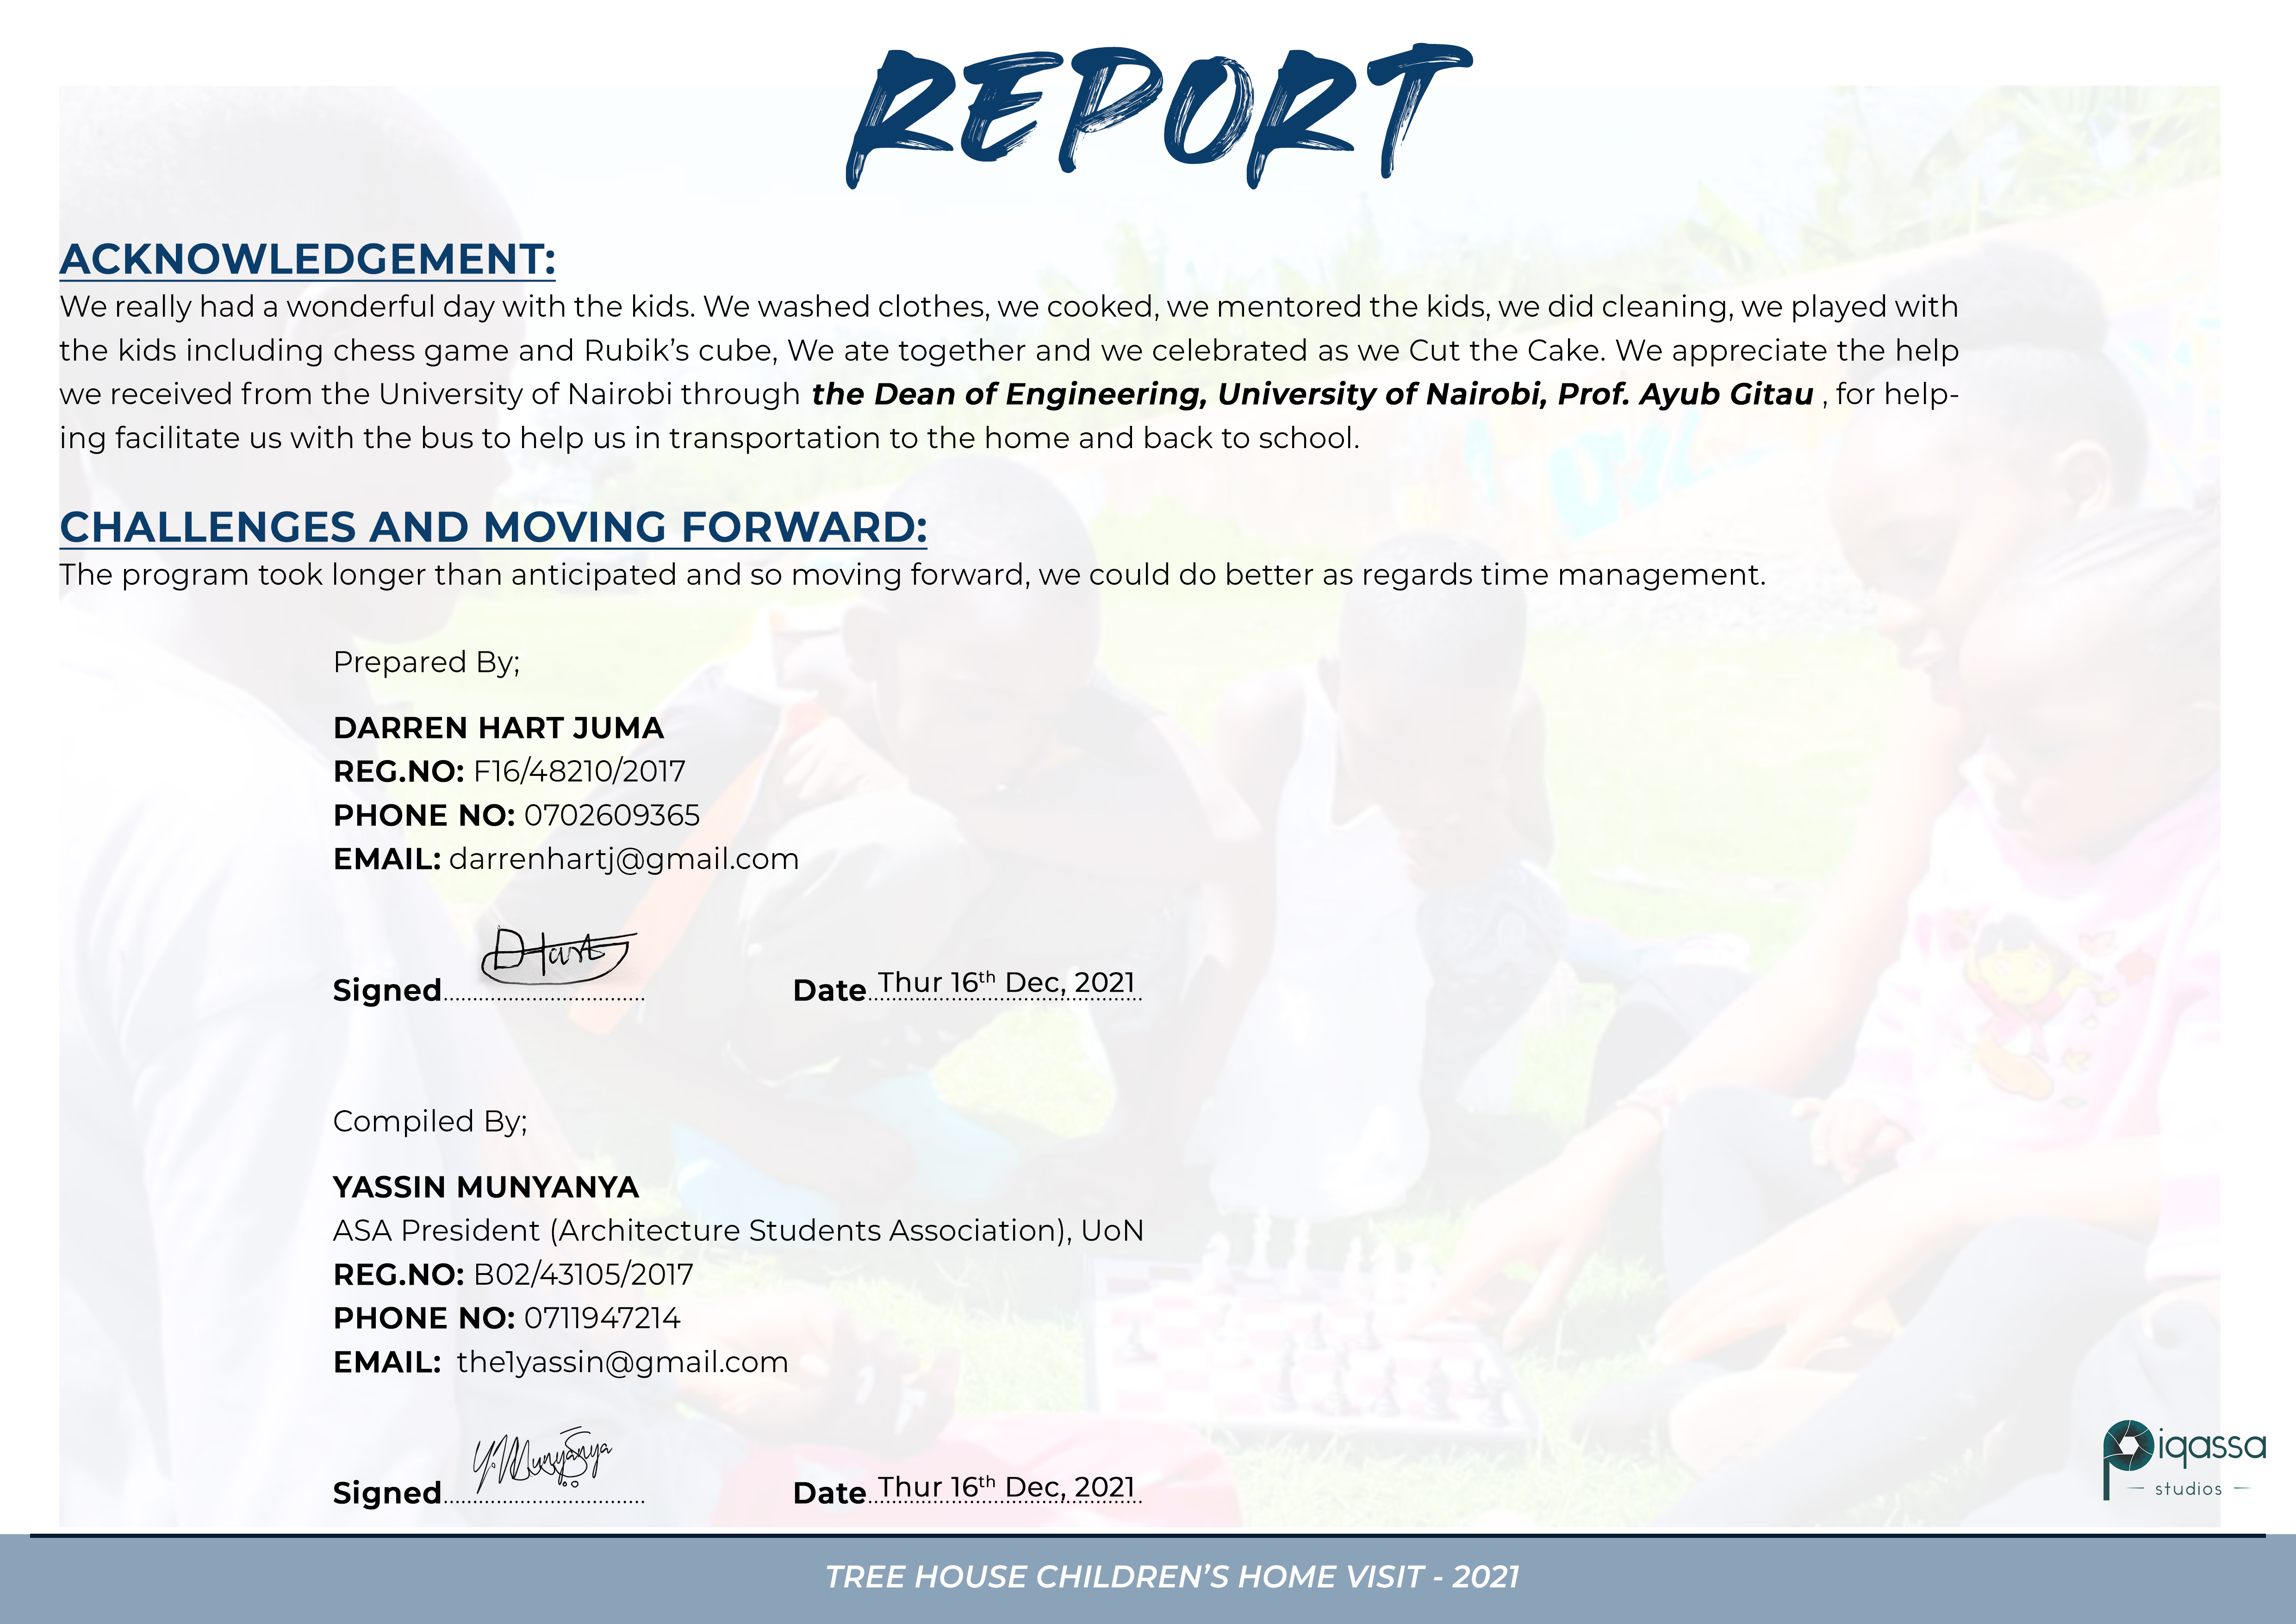 REPORT
ACKNOWLEDGEMENT:
We really had a wonderful day with the kids. We washed clothes, we cooked, we mentored the kids, we did cleaning, we played with
the kids including chess game and Rubik's cube, We ate together and we celebrated as we Cut the Cake. We appreciate the help
we received from the University of Nairobi through the Dean of Engineering, University of Nairobi, Prof. Ayub Gitau , for help-
ing facilitate us with the bus to help us in transportation to the home and back to school.
CHALLENGES AND MOVING FORWARD:
The program took longer than anticipated and so moving forward, we could do better as regards time management.
Prepared By;
DARREN HART JUMA
REG.NO: F16/48210/2017
PHONE NO: 0702609365
EMAIL: darrenhartj@gmail.com
DHart
Signed.................................. Date Thur 16th Dec, 2021
Compiled By;
YASSIN MUNYANYA
ASA President (Architecture Students Association), UoN
REG.NO: B02/43105/2017
PHONE NO: 0711947214
EMAIL: the1yassin@gmail.com
Y. Munyanya
Signed.................................. Date Thur 16th Dec, 2021
Piqassa
studios
TREE HOUSE CHILDREN'S HOME VISIT - 2021